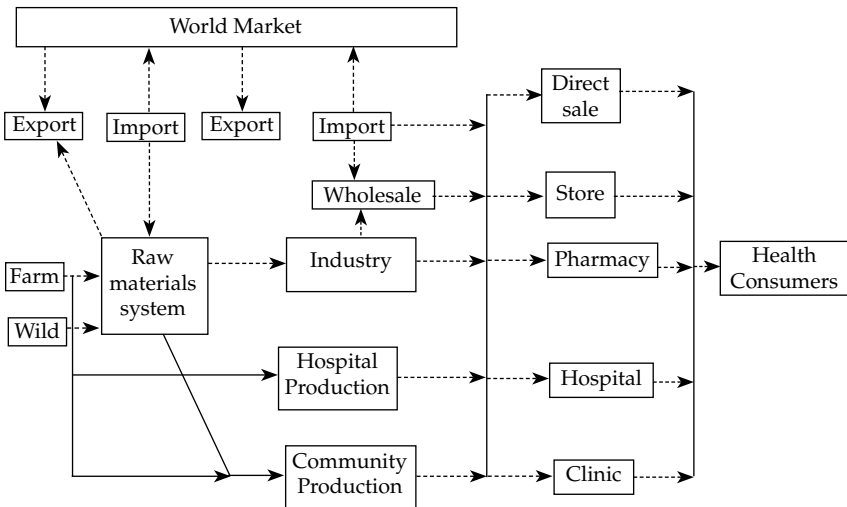 World Market
Export
Import
Export
Import
Direct
sale
Wholesale
Store
Farm
Raw
materials
system
Industry
Pharmacy
Health
Consumers
Wild
Hospital
Production
Hospital
Community
Production
Clinic